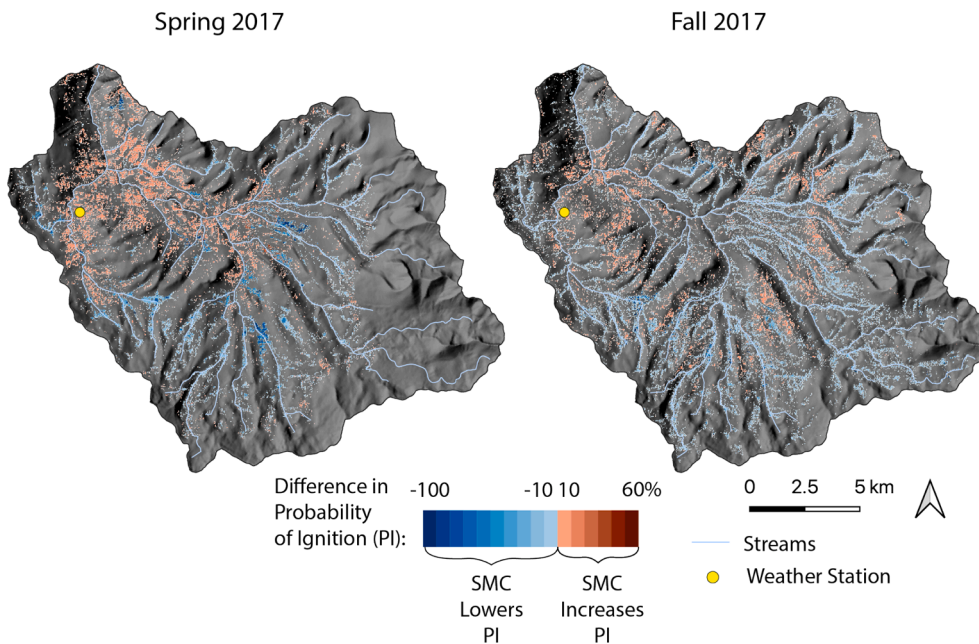 Spring 2017
Fall 2017
Difference in
Probability
of Ignition (PI):
-100 -10 10 60%
SMC
Lowers
PI
SMC
Increases
PI
0 2.5 5 km
Streams
Weather Station